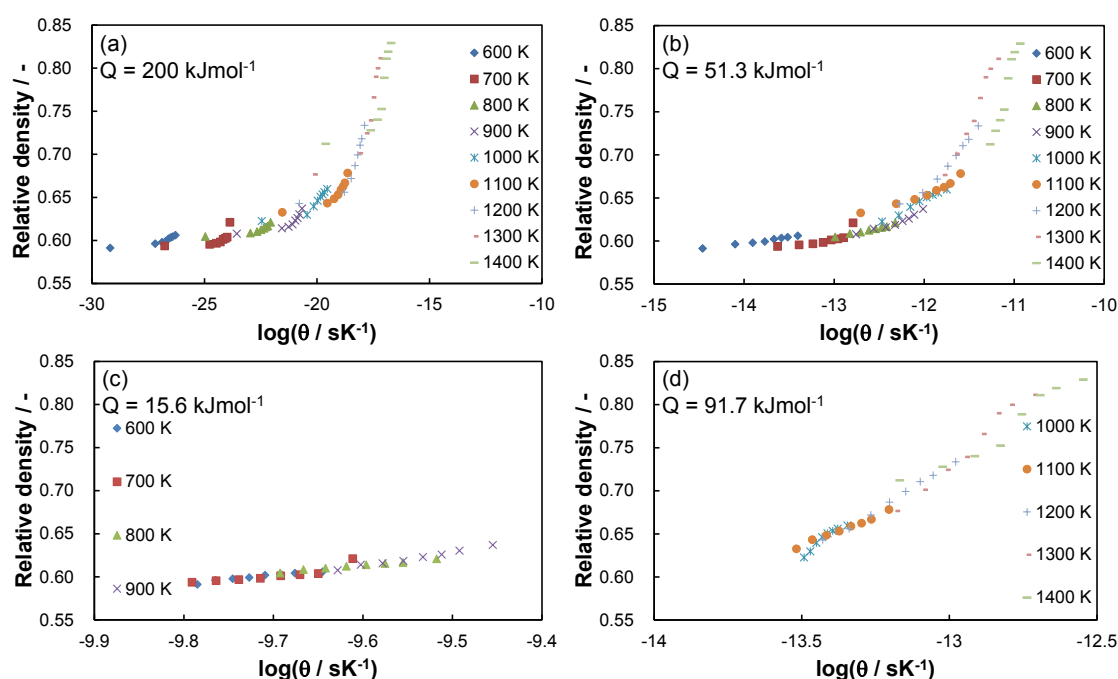 (a)
Q = 200 kJmol⁻¹
Relative density / -
0.85
0.80
0.75
0.70
0.65
0.60
0.55
-30
-25
-20
-15
-10
log(θ / sK⁻¹)
600 K
700 K
800 K
900 K
1000 K
1100 K
1200 K
1300 K
1400 K
(b)
Q = 51.3 kJmol⁻¹
Relative density / -
0.85
0.80
0.75
0.70
0.65
0.60
0.55
-15
-14
-13
-12
-11
-10
log(θ / sK⁻¹)
600 K
700 K
800 K
900 K
1000 K
1100 K
1200 K
1300 K
1400 K
(c)
Q = 15.6 kJmol⁻¹
Relative density / -
0.85
0.80
0.75
0.70
0.65
0.60
0.55
-9.9
-9.8
-9.7
-9.6
-9.5
-9.4
log(θ / sK⁻¹)
600 K
700 K
800 K
900 K
(d)
Q = 91.7 kJmol⁻¹
Relative density / -
0.85
0.80
0.75
0.70
0.65
0.60
0.55
-14
-13.5
-13
-12.5
log(θ / sK⁻¹)
1000 K
1100 K
1200 K
1300 K
1400 K